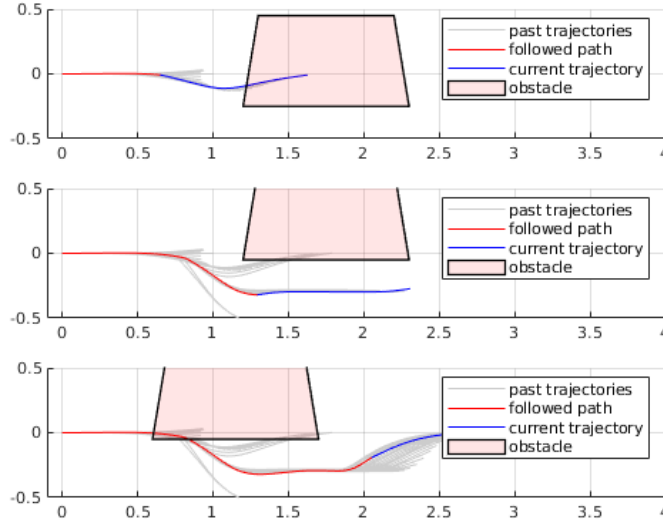 0.5
past trajectories
followed path
0
current trajectory
obstacle
-0.5
0 0.5 1 1.5 2 2.5 3 3.5 4
0.5
past trajectories
followed path
0
current trajectory
obstacle
-0.5
0 0.5 1 1.5 2 2.5 3 3.5 4
0.5
past trajectories
followed path
0
current trajectory
obstacle
-0.5
0 0.5 1 1.5 2 2.5 3 3.5 4